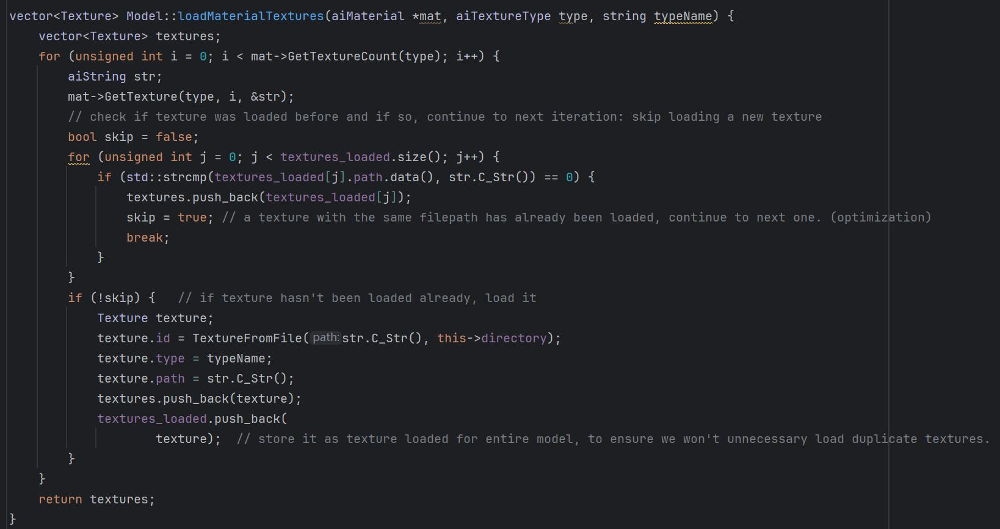 vector<Texture> Model::loadMaterialTextures(aiMaterial *mat, aiTextureType type, string typeName) {
    vector<Texture> textures;
    for (unsigned int i = 0; i < mat->GetTextureCount(type); i++) {
        aiString str;
        mat->GetTexture(type, i, &str);
        // check if texture was loaded before and if so, continue to next iteration: skip loading a new texture
        bool skip = false;
        for (unsigned int j = 0; j < textures_loaded.size(); j++) {
            if (std::strcmp(textures_loaded[j].path.data(), str.C_Str()) == 0) {
                textures.push_back(textures_loaded[j]);
                skip = true; // a texture with the same filepath has already been loaded, continue to next one. (optimization)
                break;
            }
        }
        if (!skip) {   // if texture hasn't been loaded already, load it
            Texture texture;
            texture.id = TextureFromFile(path: str.C_Str(), this->directory);
            texture.type = typeName;
            texture.path = str.C_Str();
            textures.push_back(texture);
            textures_loaded.push_back(
                    texture);  // store it as texture loaded for entire model, to ensure we won't unnecessary load duplicate textures.
        }
    }
    return textures;
}